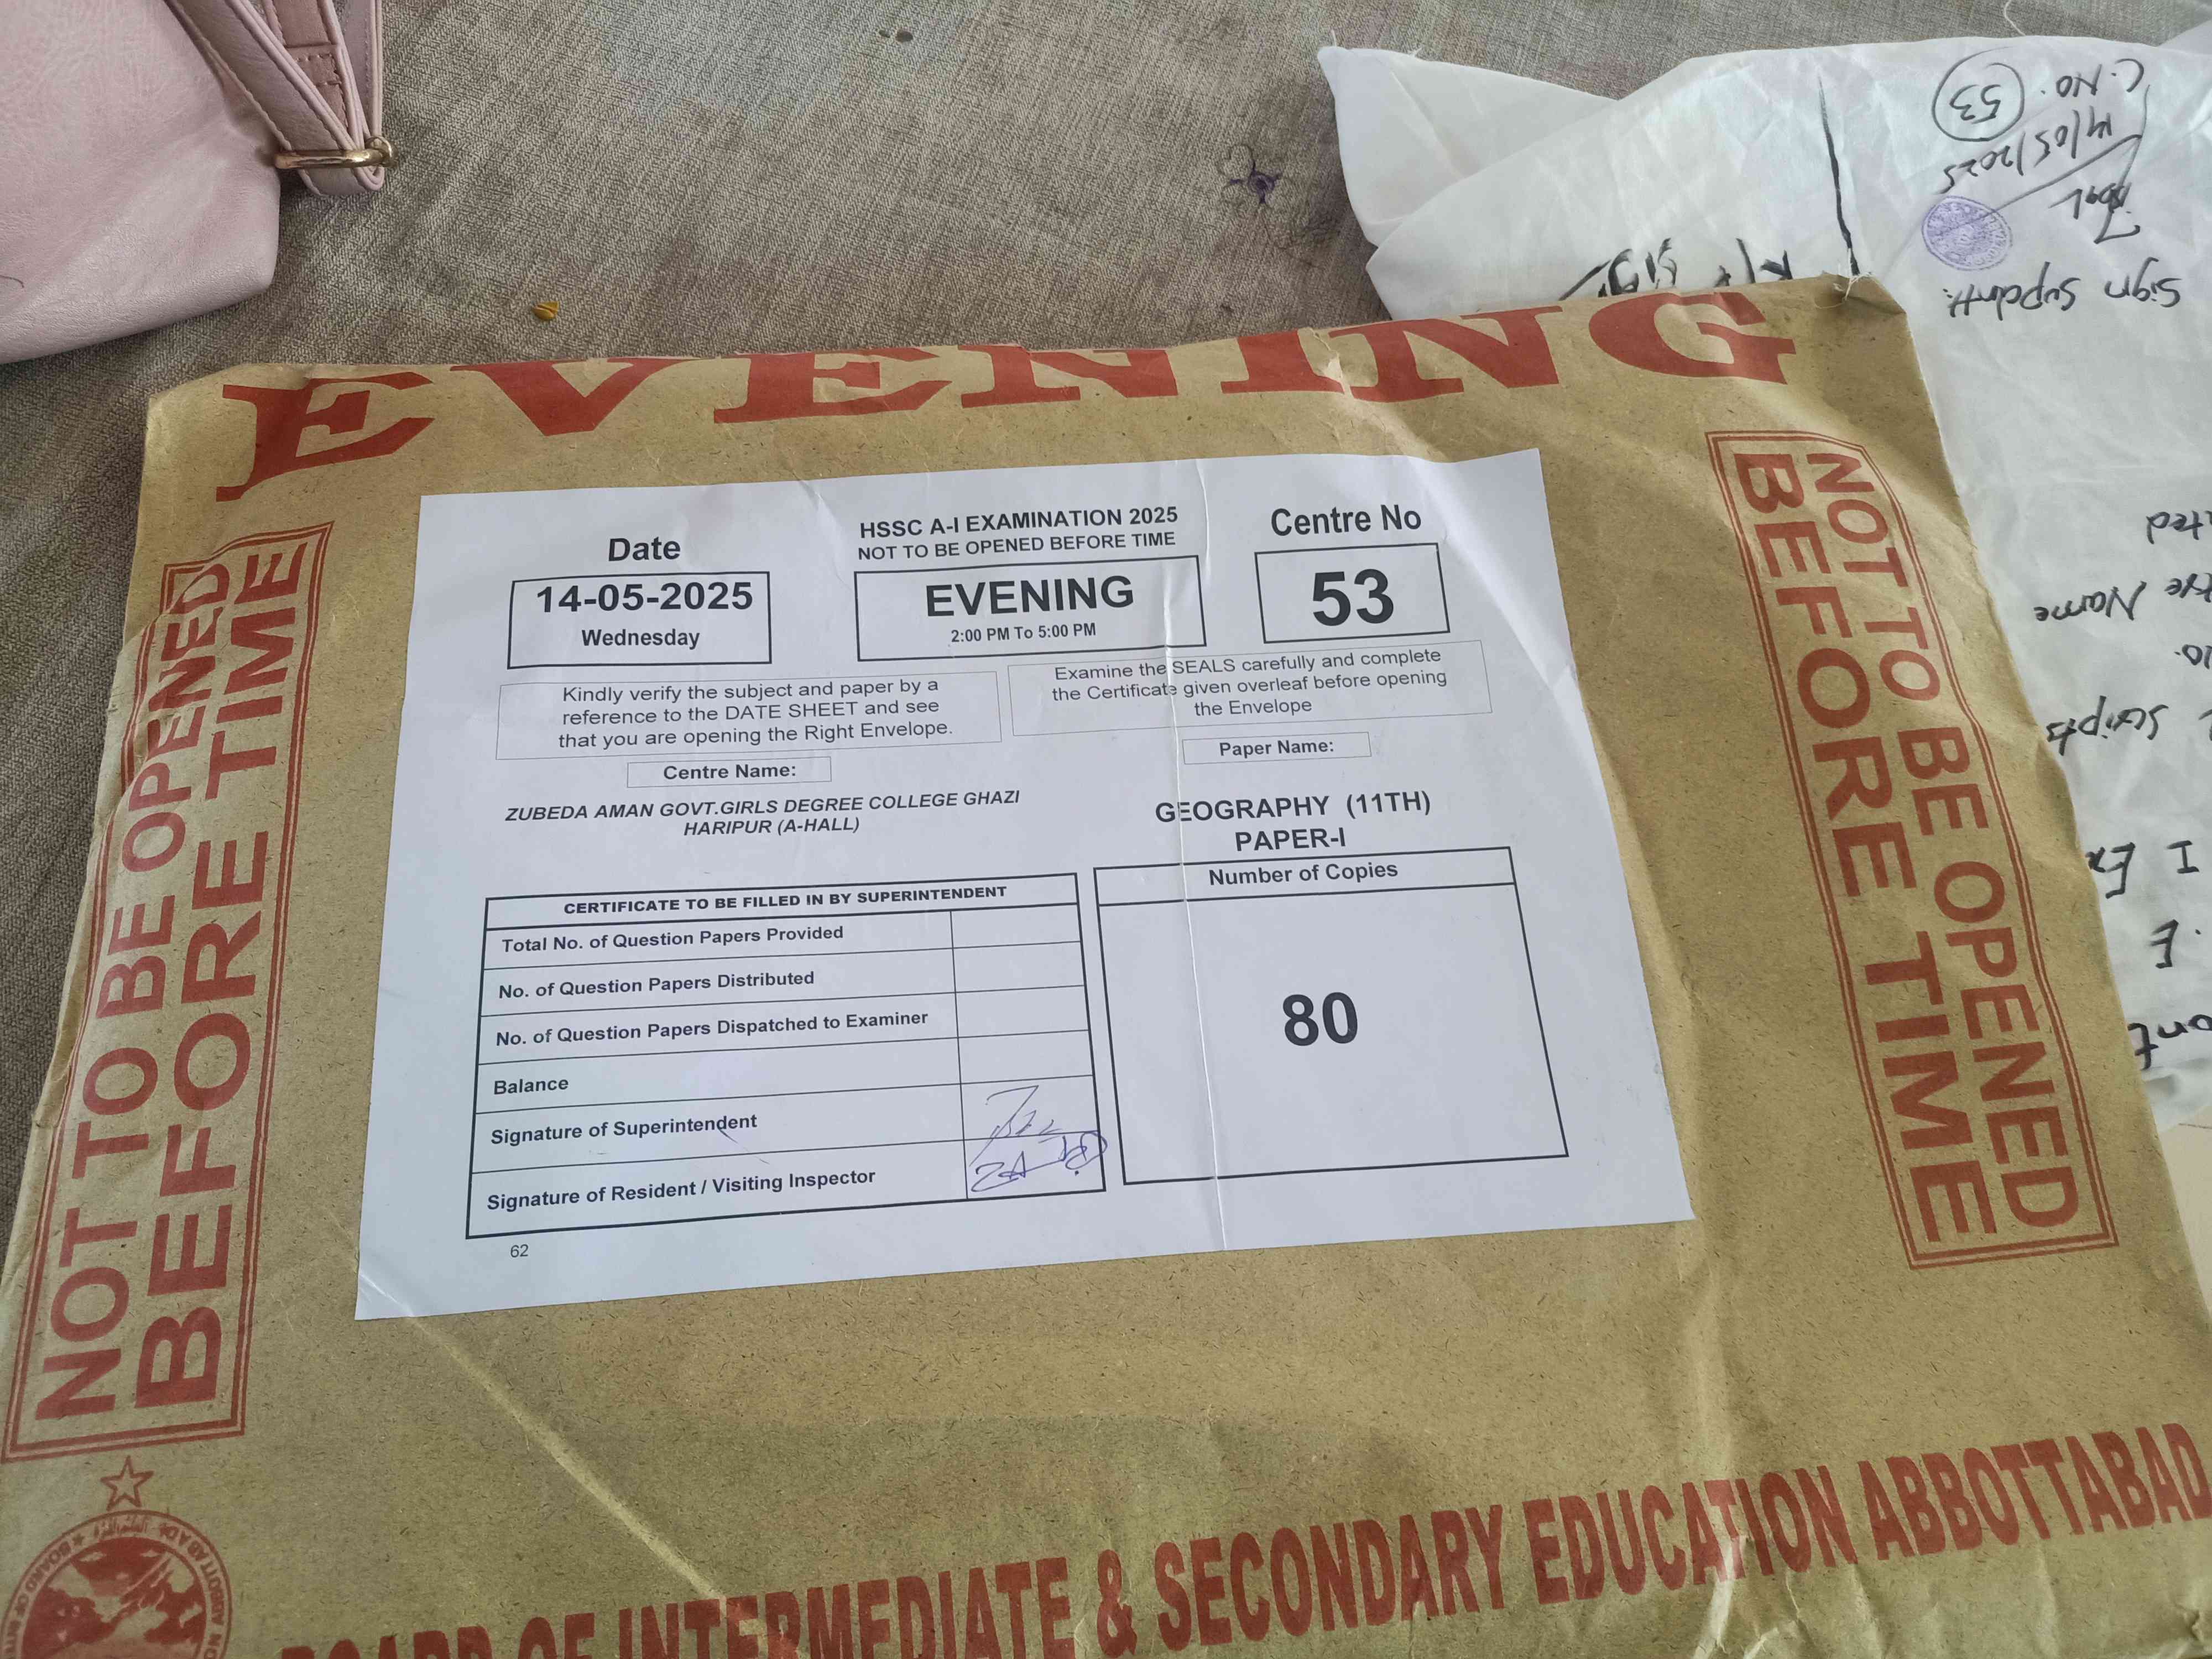 EVENING
NOT TO BE OPENED
BEFORE TIME
Date
14-05-2025
Wednesday
HSSC A-I EXAMINATION 2025
NOT TO BE OPENED BEFORE TIME
EVENING
2:00 PM To 5:00 PM
Centre No
53
Kindly verify the subject and paper by a
reference to the DATE SHEET and see
that you are opening the Right Envelope.
Examine the SEALS carefully and complete
the Certificate given overleaf before opening
the Envelope
Centre Name:
ZUBEDA AMAN GOVT.GIRLS DEGREE COLLEGE GHAZI
HARIPUR (A-HALL)
Paper Name:
GEOGRAPHY (11TH)
PAPER-I
CERTIFICATE TO BE FILLED IN BY SUPERINTENDENT
Total No. of Question Papers Provided
No. of Question Papers Distributed
No. of Question Papers Dispatched to Examiner
Balance
Signature of Superintendent
Signature of Resident / Visiting Inspector
Number of Copies
80
62
NOT TO BE OPENED
BEFORE TIME
BOARD OF INTERMEDIATE & SECONDARY EDUCATION ABBOTTABAD
Sign Supdntt:
14/05/2025
C.NO. 53
Name
Scripts
I